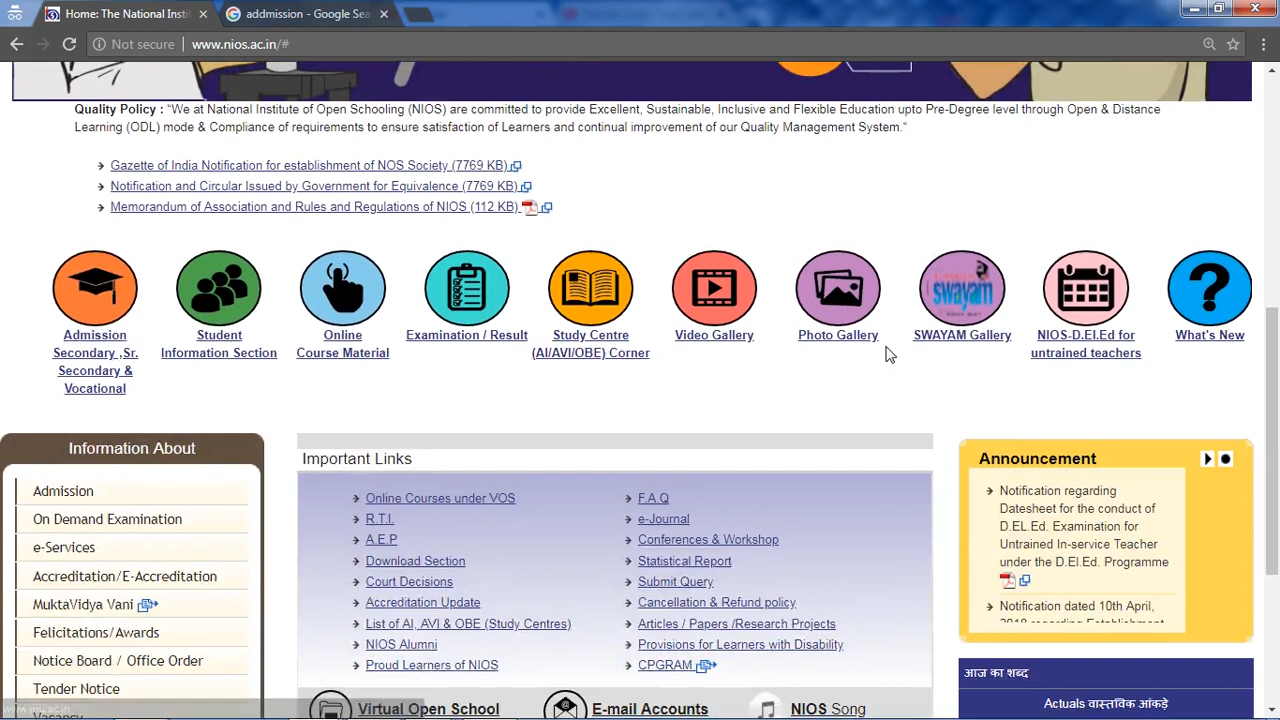 Home: The National Insti
addmission - Google Sea
Not secure
www.nios.ac.in/#
Quality Policy : “We at National Institute of Open Schooling (NIOS) are committed to provide Excellent, Sustainable, Inclusive and Flexible Education upto Pre-Degree level through Open & Distance
Learning (ODL) mode & Compliance of requirements to ensure satisfaction of Learners and continual improvement of our Quality Management System.“
Gazette of India Notification for establishment of NOS Society (7769 KB)
Notification and Circular Issued by Government for Equivalence (7769 KB)
Memorandum of Association and Rules and Regulations of NIOS (112 KB)
swayam
Admission
Secondary ,Sr.
Secondary &
Vocational
Student
Information Section
Online
Course Material
Examination / Result
Study Centre
(AI/AVI/OBE) Corner
Video Gallery
Photo Gallery
SWAYAM Gallery
NIOS-D.El.Ed for
untrained teachers
What's New
Information About
Admission
On Demand Examination
e-Services
Accreditation/E-Accreditation
MuktaVidya Vani
Felicitations/Awards
Notice Board / Office Order
Tender Notice
Vacancy
Important Links
Online Courses under VOS
R.T.I.
A.E.P
Download Section
Court Decisions
Accreditation Update
List of AI, AVI & OBE (Study Centres)
NIOS Alumni
Proud Learners of NIOS
F.A.Q
e-Journal
Conferences & Workshop
Statistical Report
Submit Query
Cancellation & Refund policy
Articles / Papers /Research Projects
Provisions for Learners with Disability
CPGRAM
Virtual Open School
E-mail Accounts
NIOS Song
Announcement
Notification regarding
Datesheet for the conduct of
D.EL.Ed. Examination for
Untrained In-service Teacher
under the D.El.Ed. Programme
Notification dated 10th April,
2018 regarding Establishment
आज का शब्द
Actuals वास्तविक आंकड़े